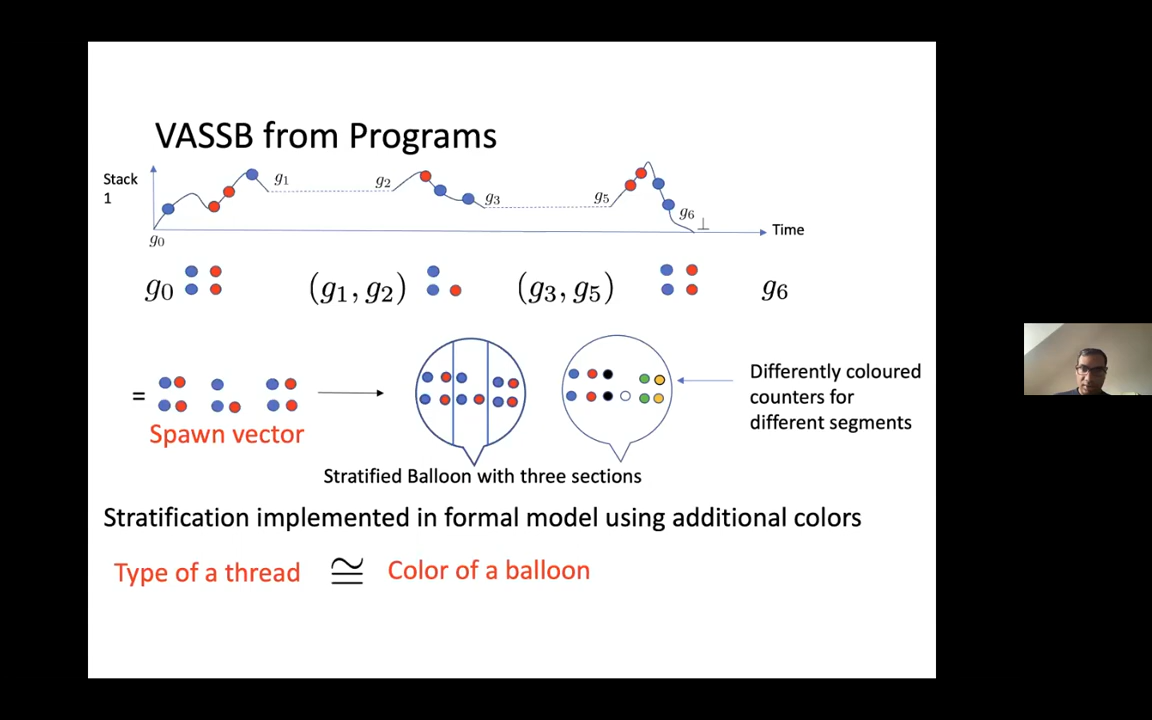 VASSB from Programs
Stack
1
g₁
g₂
g₃
g₅
g₆
⊥
Time
g₀
g₀
(g₁, g₂)
(g₃, g₅)
g₆
=
Spawn vector
Differently coloured
counters for
different segments
Stratified Balloon with three sections
Stratification implemented in formal model using additional colors
Type of a thread ≅ Color of a balloon